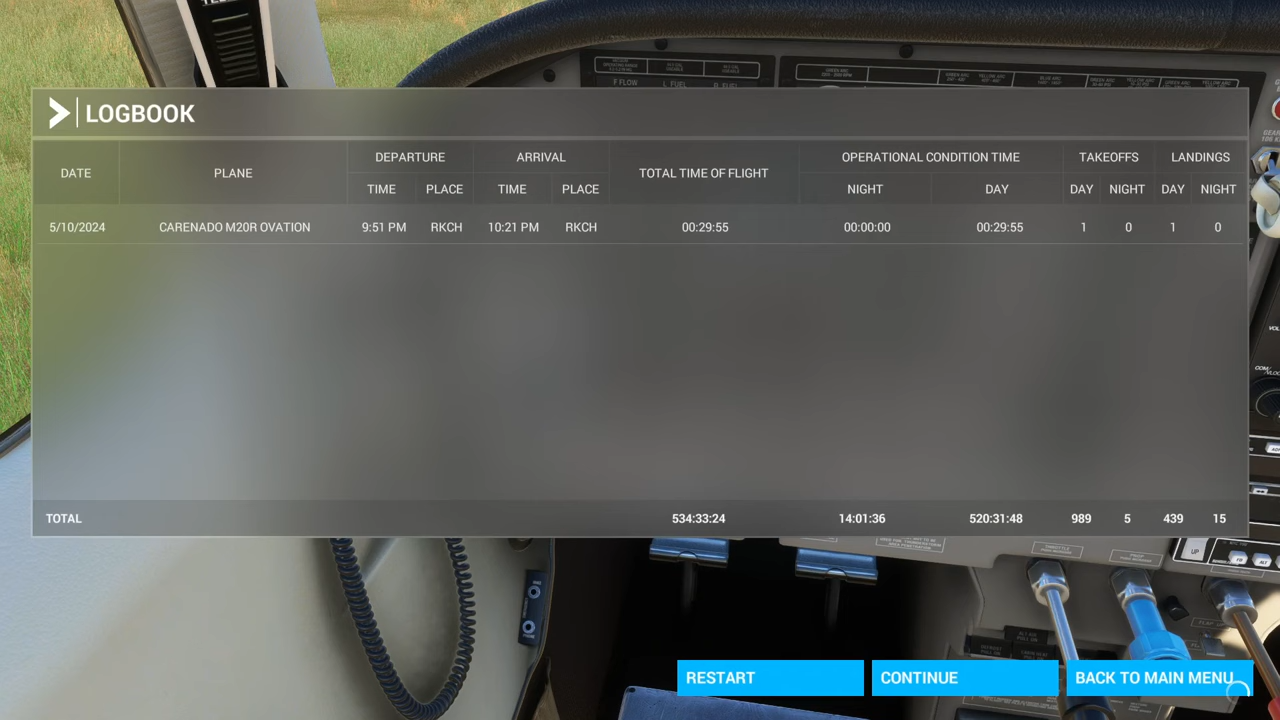 LOGBOOK
DATE PLANE DEPARTURE ARRIVAL TOTAL TIME OF FLIGHT OPERATIONAL CONDITION TIME TAKEOFFS LANDINGS
TIME PLACE TIME PLACE NIGHT DAY DAY NIGHT DAY NIGHT
5/10/2024 CARENADO M20R OVATION 9:51 PM RKCH 10:21 PM RKCH 00:29:55 00:00:00 00:29:55 1 0 1 0
TOTAL 534:33:24 14:01:36 520:31:48 989 5 439 15
UP
RESTART CONTINUE BACK TO MAIN MENU